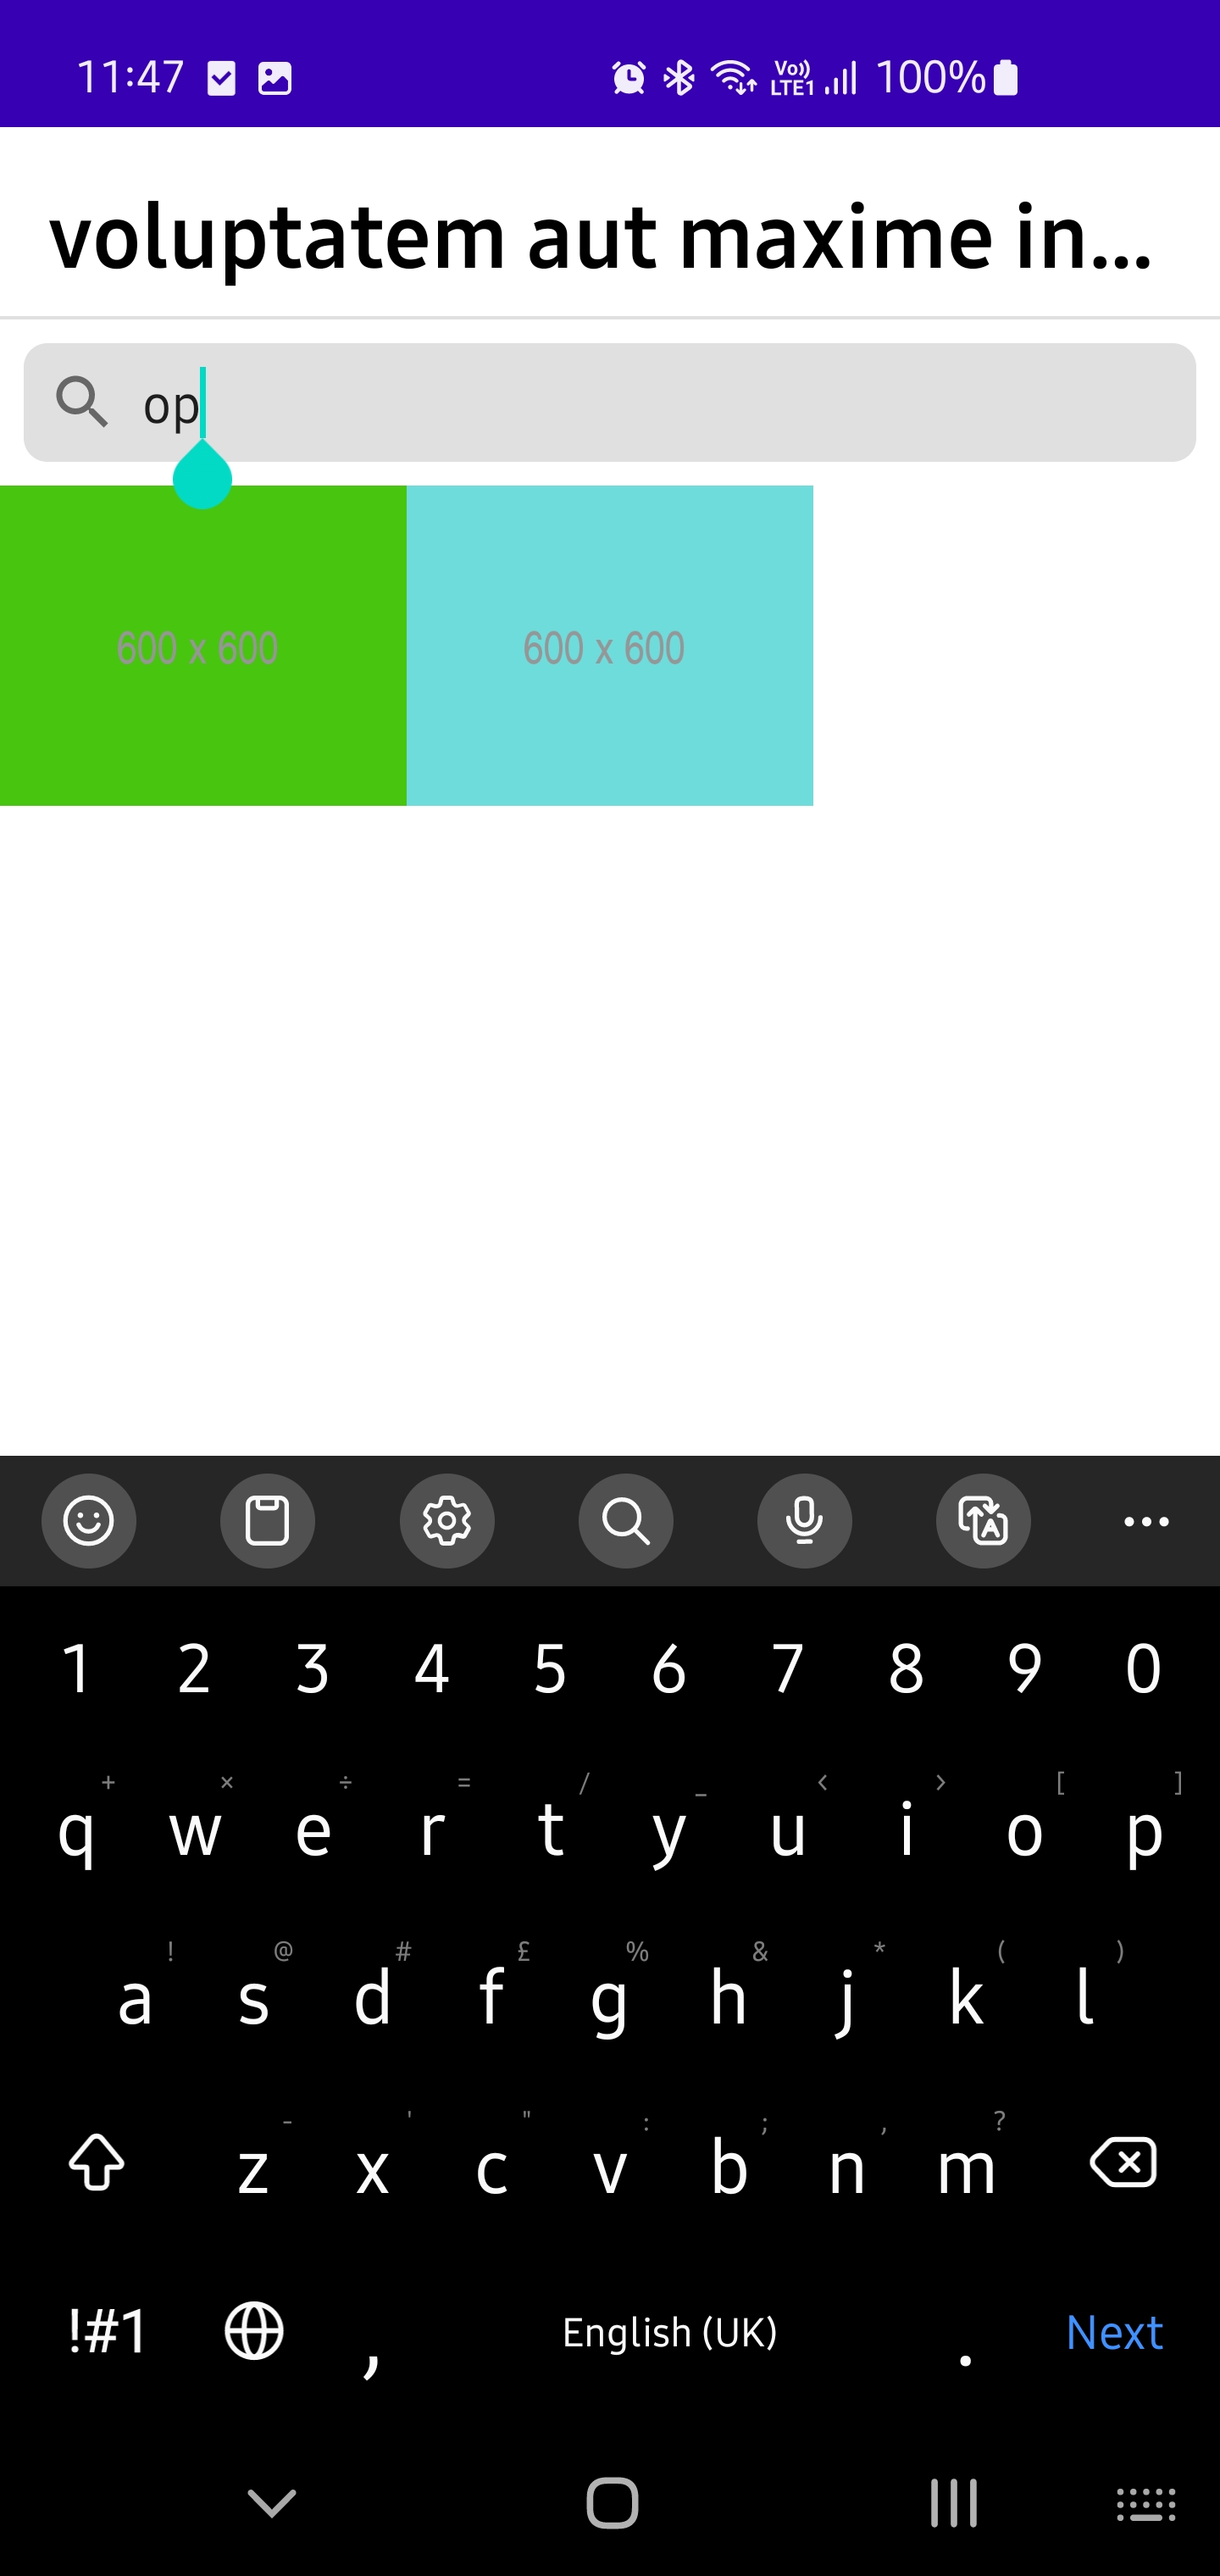 11:47 Vo)) LTE1 100%
voluptatem aut maxime in...
op
600 x 600 600 x 600
1 2 3 4 5 6 7 8 9 0
+ × ÷ = / _ < > [ ]
q w e r t y u i o p
! @ # £ % & * ( )
a s d f g h j k l
- ' " : ; , ?
z x c v b n m
!#1 , English (UK) . Next